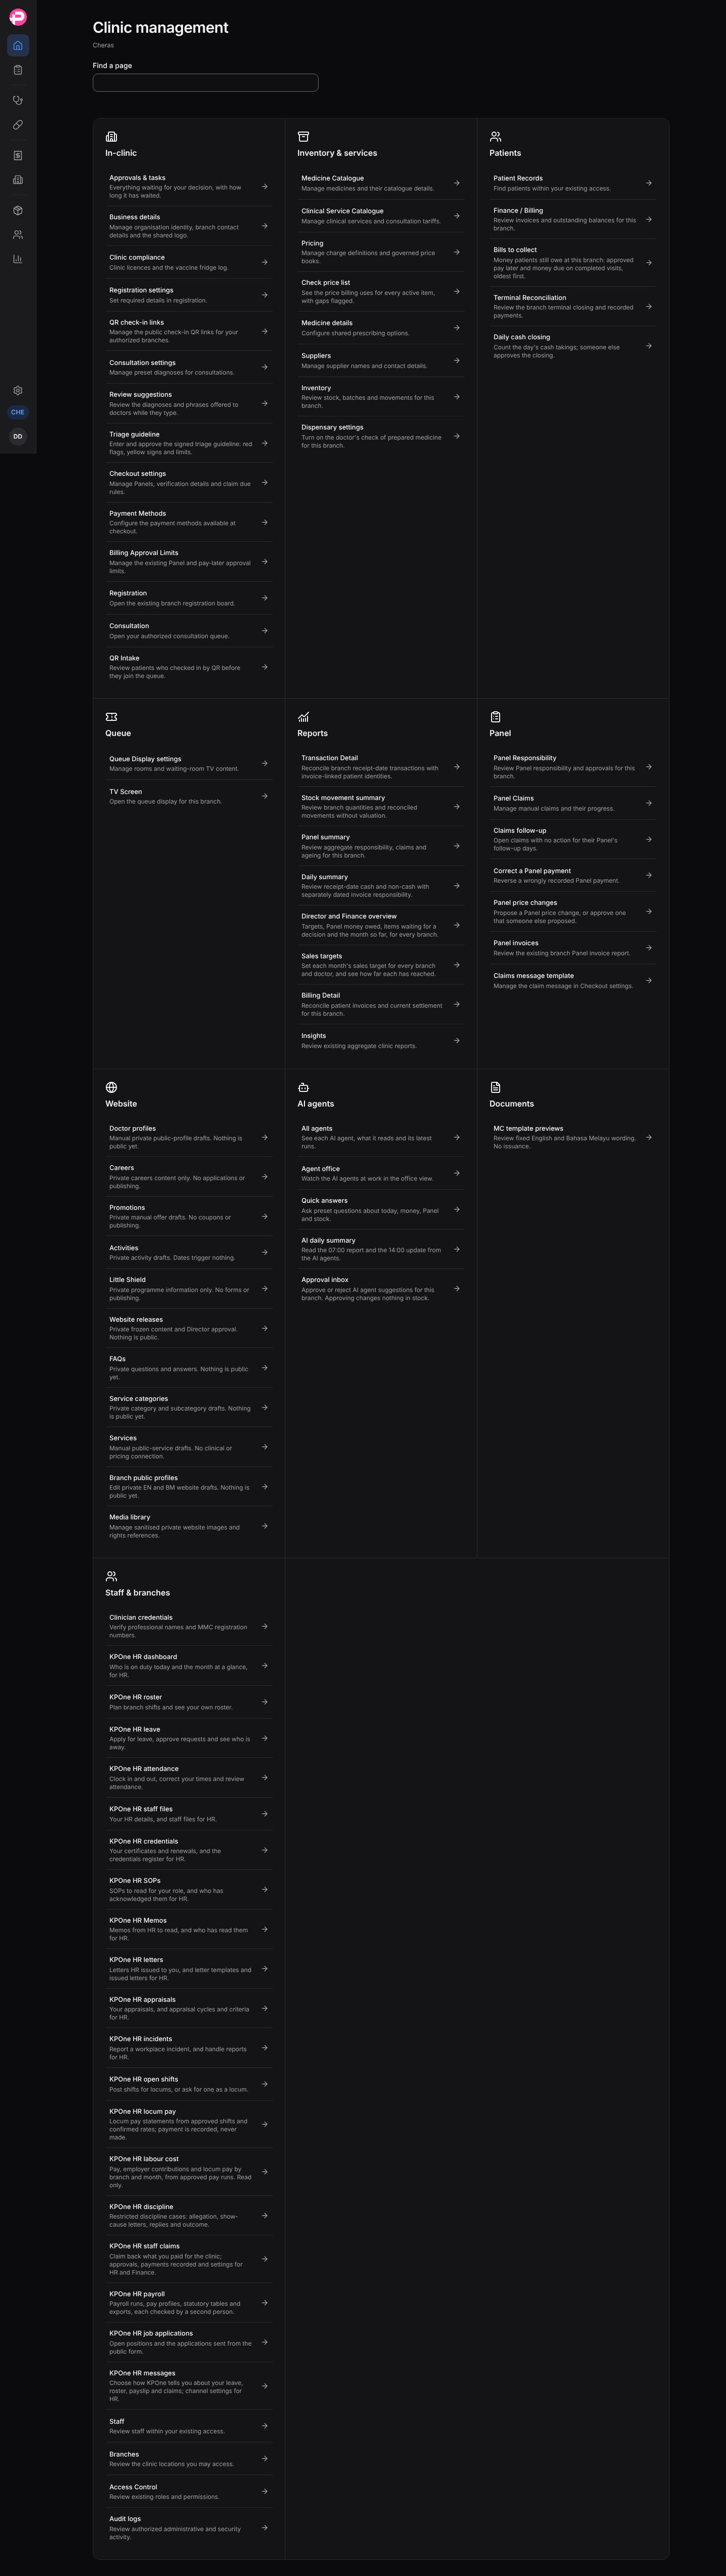 Clinic management
Cheras
Find a page
In-clinic
Approvals & tasks
Everything waiting for your decision, with how
long it has waited.
Business details
Manage organisation identity, branch contact
details and the shared logo.
Clinic compliance
Clinic licences and the vaccine fridge log.
Registration settings
Set required details in registration.
QR check-in links
Manage the public check-in QR links for your
authorized branches.
Consultation settings
Manage preset diagnoses for consultations.
Review suggestions
Review the diagnoses and phrases offered to
doctors while they type.
Triage guideline
Enter and approve the signed triage guideline: red
flags, yellow signs and limits.
Checkout settings
Manage Panels, verification details and claim due
rules.
Payment Methods
Configure the payment methods available at
checkout.
Billing Approval Limits
Manage the existing Panel and pay-later approval
limits.
Registration
Open the existing branch registration board.
Consultation
Open your authorized consultation queue.
QR Intake
Review patients who checked in by QR before
they join the queue.
Inventory & services
Medicine Catalogue
Manage medicines and their catalogue details.
Clinical Service Catalogue
Manage clinical services and consultation tariffs.
Pricing
Manage charge definitions and governed price
books.
Check price list
See the price billing uses for every active item,
with gaps flagged.
Medicine details
Configure shared prescribing options.
Suppliers
Manage supplier names and contact details.
Inventory
Review stock, batches and movements for this
branch.
Dispensary settings
Turn on the doctor's check of prepared medicine
for this branch.
Patients
Patient Records
Find patients within your existing access.
Finance / Billing
Review invoices and outstanding balances for this
branch.
Bills to collect
Money patients still owe at this branch: approved
pay later and money due on completed visits,
oldest first.
Terminal Reconciliation
Review the branch terminal closing and recorded
payments.
Daily cash closing
Count the day's cash takings; someone else
approves the closing.
Queue
Queue Display settings
Manage rooms and waiting-room TV content.
TV Screen
Open the queue display for this branch.
Reports
Transaction Detail
Reconcile branch receipt-date transactions with
invoice-linked patient identities.
Stock movement summary
Review branch quantities and reconciled
movements without valuation.
Panel summary
Review aggregate responsibility, claims and
ageing for this branch.
Daily summary
Review receipt-date cash and non-cash with
separately dated invoice responsibility.
Director and Finance overview
Targets, Panel money owed, items waiting for a
decision and the month so far, for every branch.
Sales targets
Set each month's sales target for every branch
and doctor, and see how far each has reached.
Billing Detail
Reconcile patient invoices and current settlement
for this branch.
Insights
Review existing aggregate clinic reports.
Panel
Panel Responsibility
Review Panel responsibility and approvals for this
branch.
Panel Claims
Manage manual claims and their progress.
Claims follow-up
Open claims with no action for their Panel's
follow-up days.
Correct a Panel payment
Reverse a wrongly recorded Panel payment.
Panel price changes
Propose a Panel price change, or approve one
that someone else proposed.
Panel invoices
Review the existing branch Panel invoice report.
Claims message template
Manage the claim message in Checkout settings.
Website
Doctor profiles
Manual private public-profile drafts. Nothing is
public yet.
Careers
Private careers content only. No applications or
publishing.
Promotions
Private manual offer drafts. No coupons or
publishing.
Activities
Private activity drafts. Dates trigger nothing.
Little Shield
Private programme information only. No forms or
publishing.
Website releases
Private frozen content and Director approval.
Nothing is public.
FAQs
Private questions and answers. Nothing is public
yet.
Service categories
Private category and subcategory drafts. Nothing
is public yet.
Services
Manual public-service drafts. No clinical or
pricing connection.
Branch public profiles
Edit private EN and BM website drafts. Nothing is
public yet.
Media library
Manage sanitised private website images and
rights references.
AI agents
All agents
See each AI agent, what it reads and its latest
runs.
Agent office
Watch the AI agents at work in the office view.
Quick answers
Ask preset questions about today, money, Panel
and stock.
AI daily summary
Read the 07:00 report and the 14:00 update from
the AI agents.
Approval inbox
Approve or reject AI agent suggestions for this
branch. Approving changes nothing in stock.
Documents
MC template previews
Review fixed English and Bahasa Melayu wording.
No issuance.
Staff & branches
Clinician credentials
Verify professional names and MMC registration
numbers.
KPOne HR dashboard
Who is on duty today and the month at a glance,
for HR.
KPOne HR roster
Plan branch shifts and see your own roster.
KPOne HR leave
Apply for leave, approve requests and see who is
away.
KPOne HR attendance
Clock in and out, correct your times and review
attendance.
KPOne HR staff files
Your HR details, and staff files for HR.
KPOne HR credentials
Your certificates and renewals, and the
credentials register for HR.
KPOne HR SOPs
SOPs to read for your role, and who has
acknowledged them for HR.
KPOne HR Memos
Memos from HR to read, and who has read them
for HR.
KPOne HR letters
Letters HR issued to you, and letter templates and
issued letters for HR.
KPOne HR appraisals
Your appraisals, and appraisal cycles and criteria
for HR.
KPOne HR incidents
Report a workplace incident, and handle reports
for HR.
KPOne HR open shifts
Post shifts for locums, or ask for one as a locum.
KPOne HR locum pay
Locum pay statements from approved shifts and
confirmed rates; payment is recorded, never
made.
KPOne HR labour cost
Pay, employer contributions and locum pay by
branch and month, from approved pay runs. Read
only.
KPOne HR discipline
Restricted discipline cases: allegation, show-
cause letters, replies and outcome.
KPOne HR staff claims
Claim back what you paid for the clinic;
approvals, payments recorded and settings for
HR and Finance.
KPOne HR payroll
Payroll runs, pay profiles, statutory tables and
exports, each checked by a second person.
KPOne HR job applications
Open positions and the applications sent from the
public form.
KPOne HR messages
Choose how KPOne tells you about your leave,
roster, payslip and claims; channel settings for
HR.
Staff
Review staff within your existing access.
Branches
Review the clinic locations you may access.
Access Control
Review existing roles and permissions.
Audit logs
Review authorized administrative and security
activity.
CHE
DD